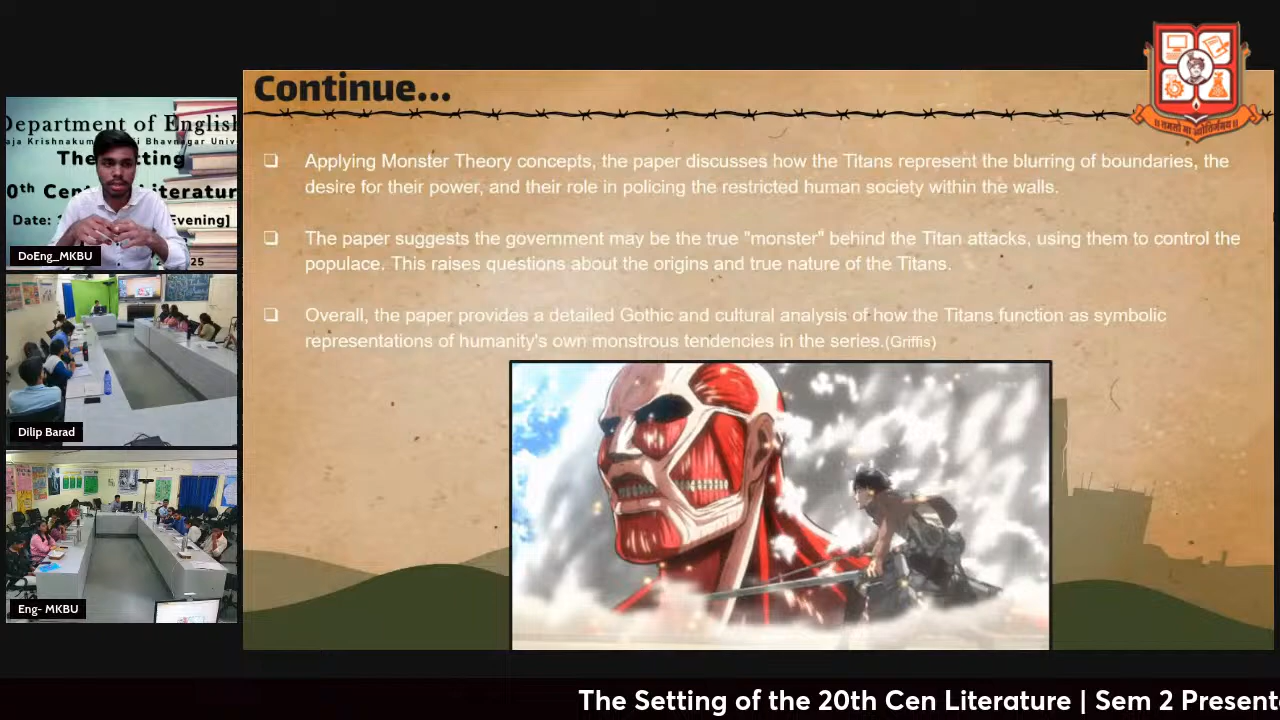 Continue...
❑ Applying Monster Theory concepts, the paper discusses how the Titans represent the blurring of boundaries, the
desire for their power, and their role in policing the restricted human society within the walls.
❑ The paper suggests the government may be the true "monster" behind the Titan attacks, using them to control the
populace. This raises questions about the origins and true nature of the Titans.
❑ Overall, the paper provides a detailed Gothic and cultural analysis of how the Titans function as symbolic
representations of humanity's own monstrous tendencies in the series.(Griffis)
Department of English
The
Date:
Evening]
25
DoEng_MKBU
Dilip Barad
Eng- MKBU
The Setting of the 20th Cen Literature | Sem 2 Present